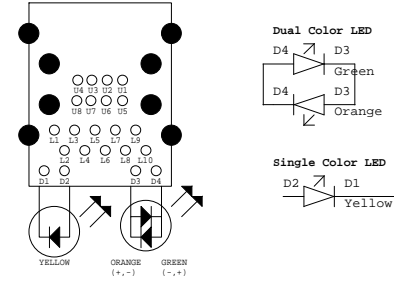 U4 U3 U2 U1
U8 U7 U6 U5
L1 L3 L5 L7 L9
L2 L4 L6 L8 L10
D1 D2 D3 D4
YELLOW ORANGE GREEN
(+,-) (-,+)
Dual Color LED
D4 D3
Green
D4 D3
Orange
Single Color LED
D2 D1
Yellow